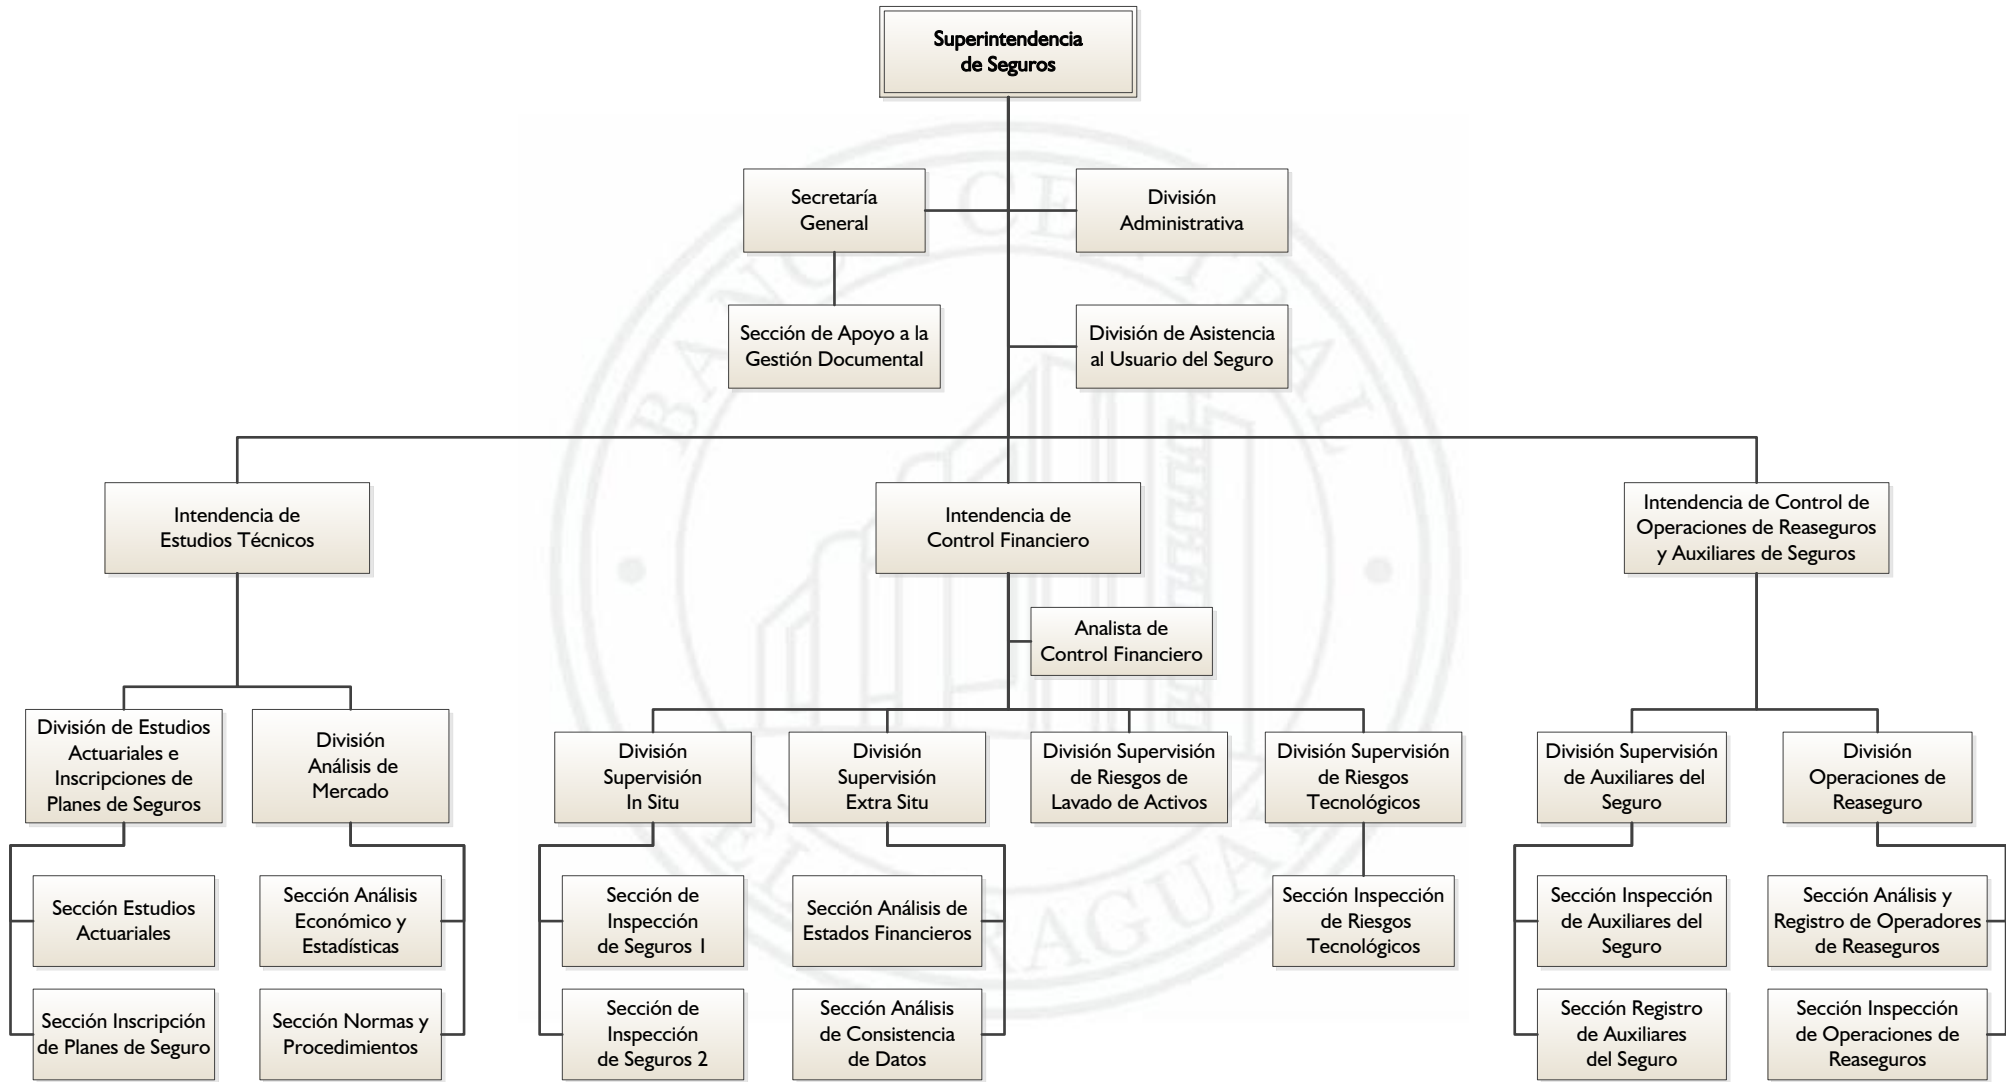 Superintendencia
de Seguros
Secretaría
General
División
Administrativa
Sección de Apoyo a la
Gestión Documental
División de Asistencia
al Usuario del Seguro
Intendencia de
Estudios Técnicos
Intendencia de
Control Financiero
Intendencia de Control de
Operaciones de Reaseguros
y Auxiliares de Seguros
Analista de
Control Financiero
División de Estudios
Actuariales e
Inscripciones de
Planes de Seguros
División
Análisis de
Mercado
División
Supervisión
In Situ
División
Supervisión
Extra Situ
División Supervisión
de Riesgos de
Lavado de Activos
División Supervisión
de Riesgos
Tecnológicos
División Supervisión
de Auxiliares del
Seguro
División
Operaciones de
Reaseguro
Sección Estudios
Actuariales
Sección Análisis
Económico y
Estadísticas
Sección de
Inspección
de Seguros 1
Sección Análisis de
Estados Financieros
Sección Inspección
de Riesgos
Tecnológicos
Sección Inspección
de Auxiliares del
Seguro
Sección Análisis y
Registro de Operadores
de Reaseguros
Sección Inscripción
de Planes de Seguro
Sección Normas y
Procedimientos
Sección de
Inspección
de Seguros 2
Sección Análisis
de Consistencia
de Datos
Sección Registro
de Auxiliares
del Seguro
Sección Inspección
de Operaciones de
Reaseguros
BANCO CENTRAL